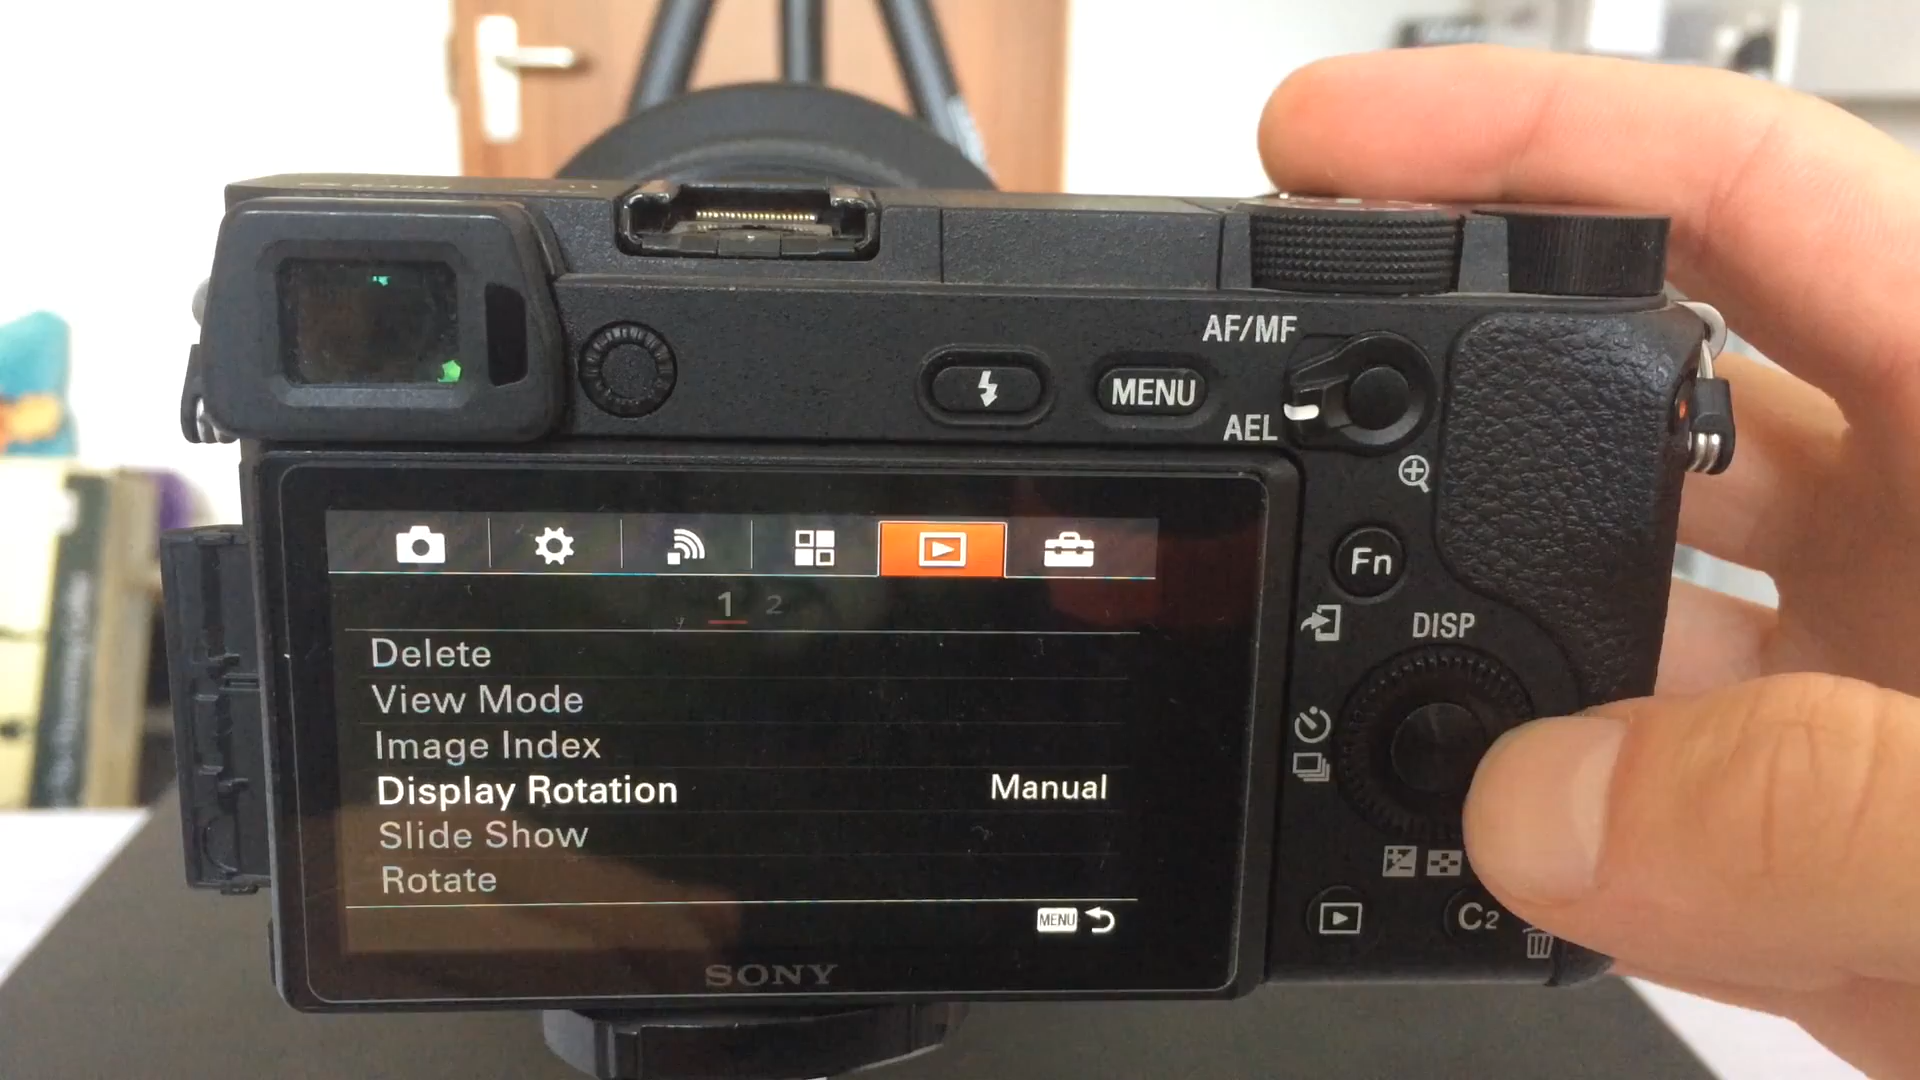 AF/MF
MENU
AEL
Fn
DISP
1 2
Delete
View Mode
Image Index
Display Rotation Manual
Slide Show
Rotate
MENU
C2
SONY